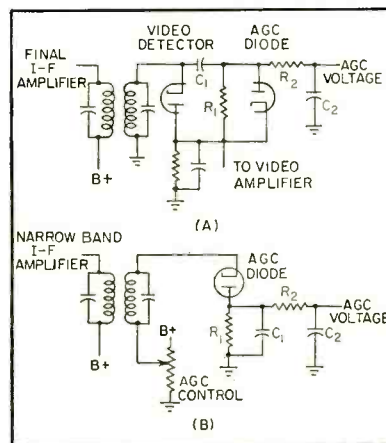 VIDEO
DETECTOR
AGC
DIODE
FINAL
I-F
AMPLIFIER
C1
R1
R2
AGC
VOLTAGE
C2
B+
TO VIDEO
AMPLIFIER
(A)
NARROW BAND
I-F
AMPLIFIER
AGC
DIODE
R2
AGC
VOLTAGE
B+
R1
C1
C2
B+
AGC
CONTROL
(B)